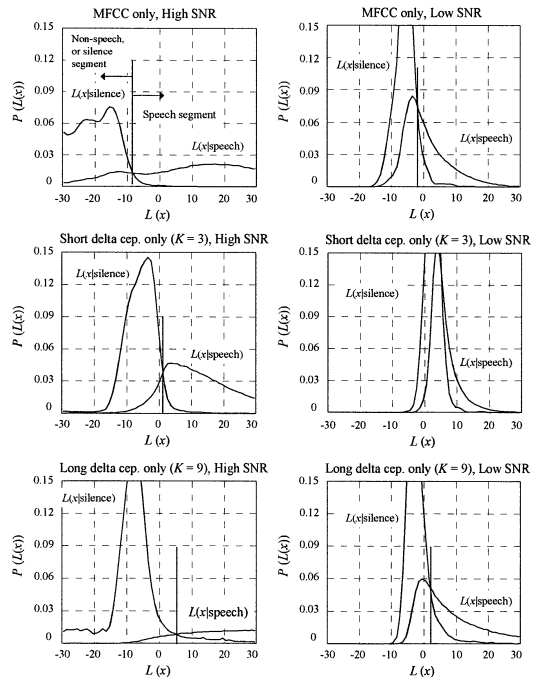 MFCC only, High SNR
0.15
0.12
0.09
0.06
0.03
0
P (L(x))
Non-speech,
or silence
segment
L(x|silence)
Speech segment
L(x|speech)
-30 -20 -10 0 10 20 30
L (x)
MFCC only, Low SNR
0.15
0.12
0.09
0.06
0.03
0
P (L(x))
L(x|silence)
L(x|speech)
-30 -20 -10 0 10 20 30
L (x)
Short delta cep. only (K = 3), High SNR
0.15
0.12
0.09
0.06
0.03
0
P (L(x))
L(x|silence)
L(x|speech)
-30 -20 -10 0 10 20 30
L (x)
Short delta cep. only (K = 3), Low SNR
0.15
0.12
0.09
0.06
0.03
0
P (L(x))
L(x|silence)
L(x|speech)
-30 -20 -10 0 10 20 30
L (x)
Long delta cep. only (K = 9), High SNR
0.15
0.12
0.09
0.06
0.03
0
P (L(x))
L(x|silence)
L(x|speech)
-30 -20 -10 0 10 20 30
L (x)
Long delta cep. only (K = 9), Low SNR
0.15
0.12
0.09
0.06
0.03
0
P (L(x))
L(x|silence)
L(x|speech)
-30 -20 -10 0 10 20 30
L (x)